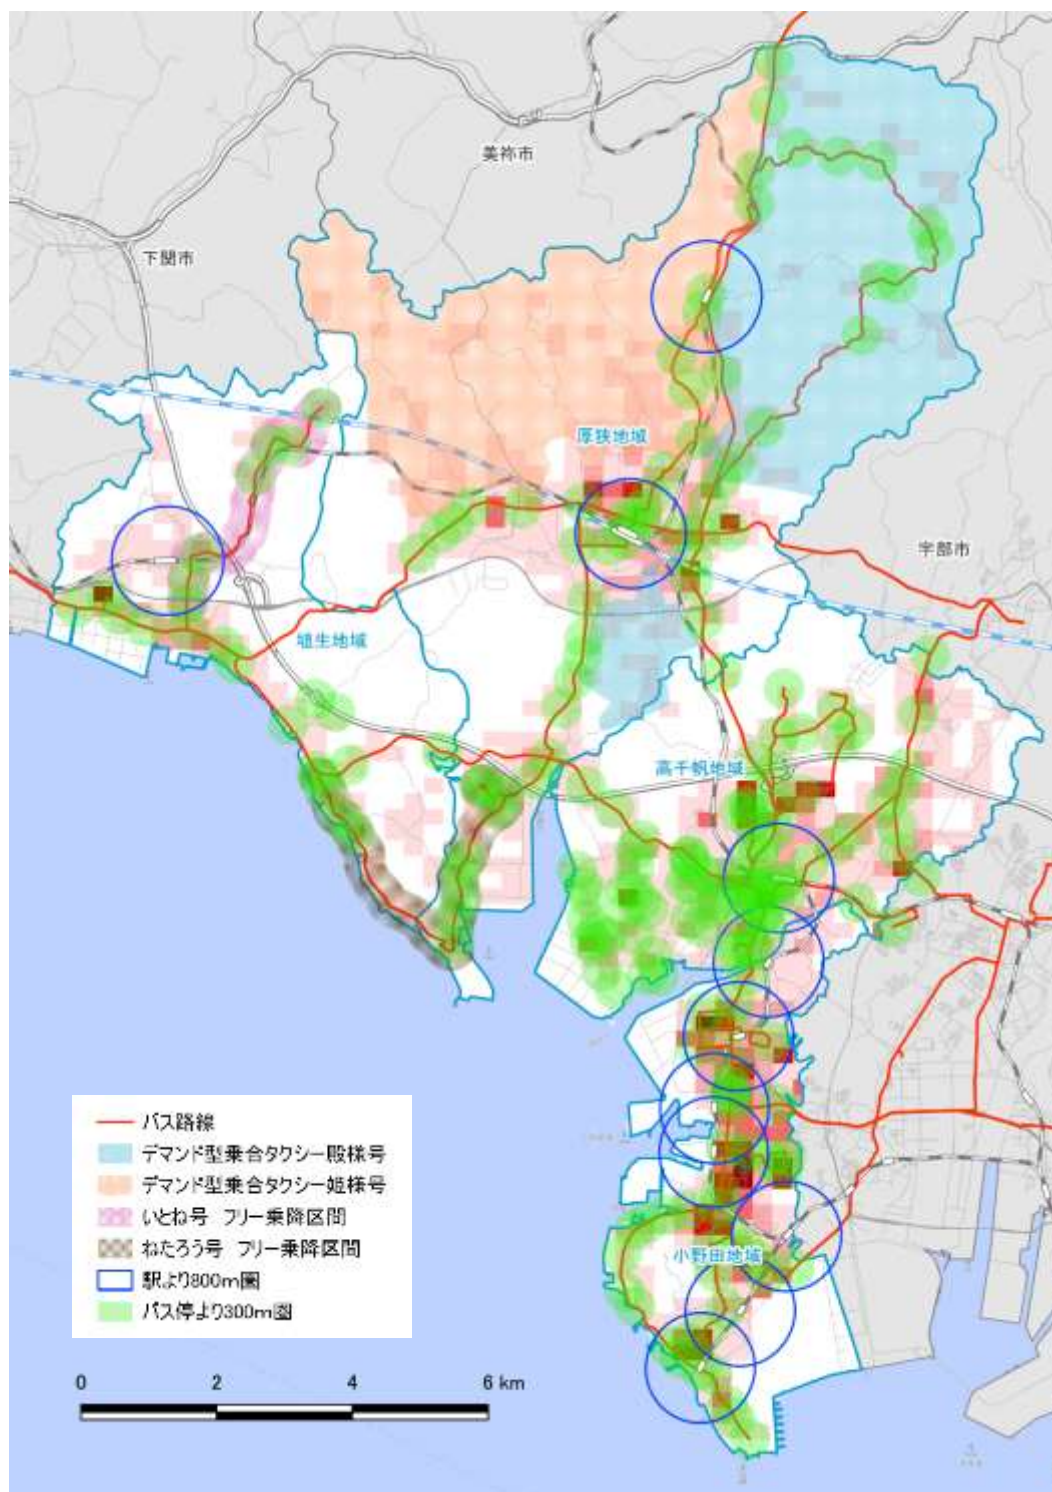 美祢市
下関市
厚狭地域
宇部市
埴生地域
高千帆地域
バス路線
デマンド型乗合タクシー殿様号
デマンド型乗合タクシー姫様号
いとね号 フリー乗降区間
ねたろう号 フリー乗降区間
駅より800m圏
バス停より300m圏
小野田地域
0 2 4 6 km